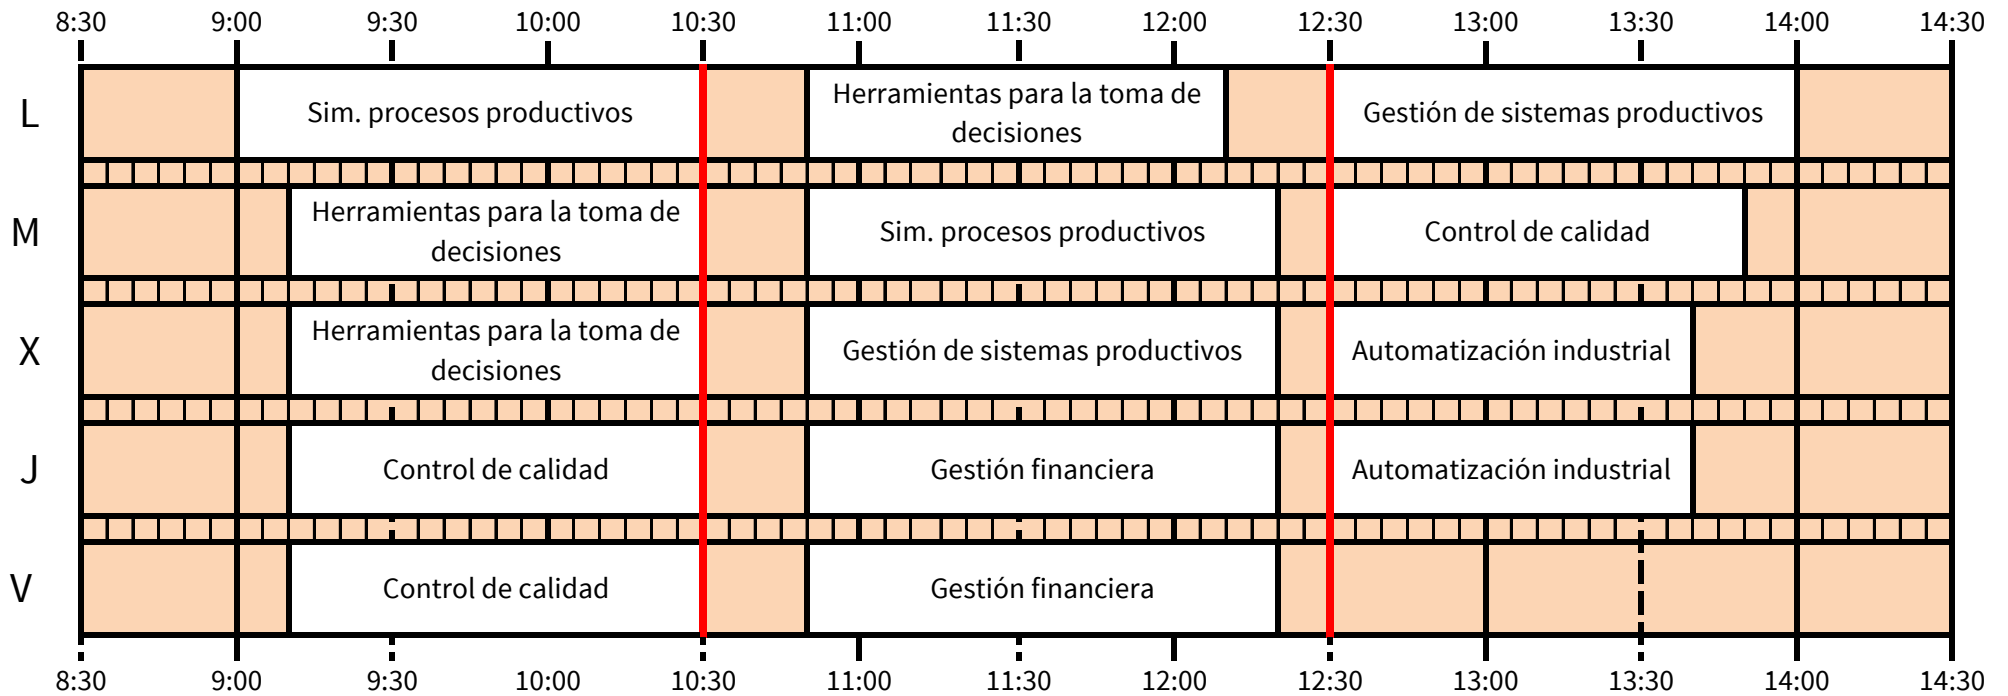 8:30 9:00 9:30 10:00 10:30 11:00 11:30 12:00 12:30 13:00 13:30 14:00 14:30
L
Sim. procesos productivos
Herramientas para la toma de
decisiones
Gestión de sistemas productivos
M
Herramientas para la toma de
decisiones
Sim. procesos productivos
Control de calidad
X
Herramientas para la toma de
decisiones
Gestión de sistemas productivos
Automatización industrial
J
Control de calidad
Gestión financiera
Automatización industrial
V
Control de calidad
Gestión financiera
8:30 9:00 9:30 10:00 10:30 11:00 11:30 12:00 12:30 13:00 13:30 14:00 14:30